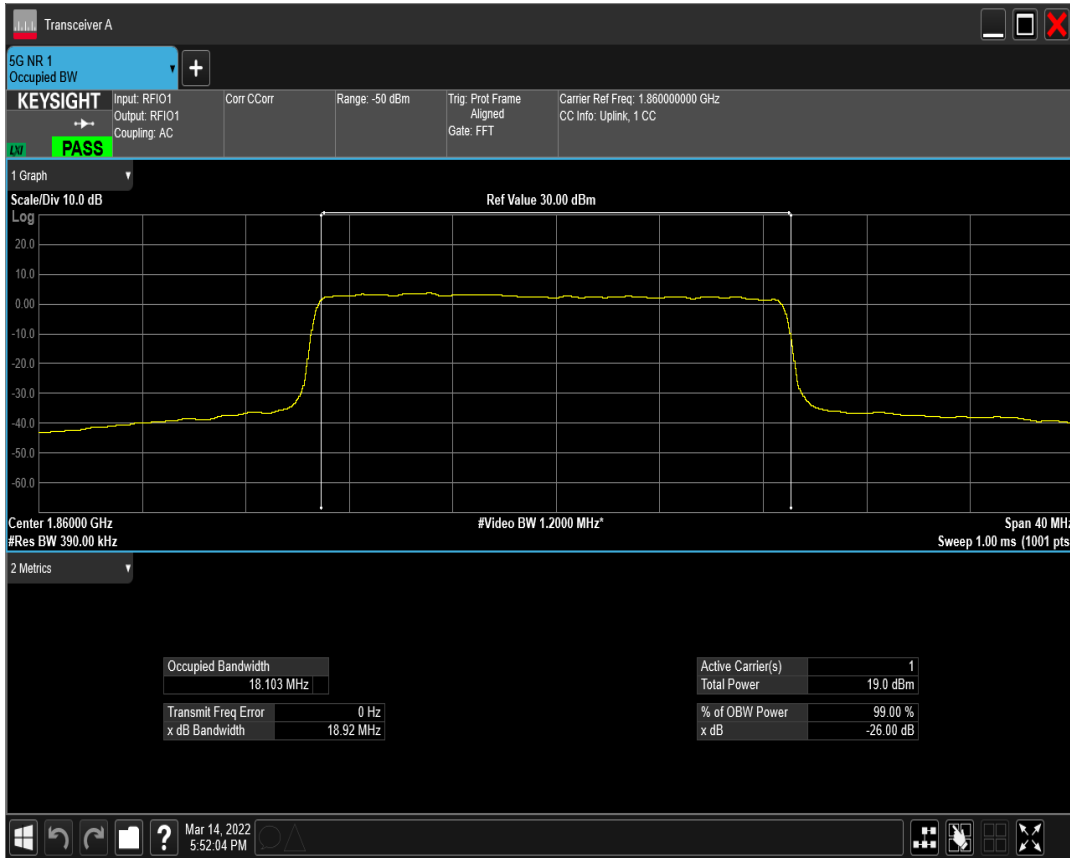 Transceiver A
5G NR 1
Occupied BW
+
KEYSIGHT
LXI
PASS
Input: RFIO1
Output: RFIO1
Coupling: AC
Corr CCorr
Range: -50 dBm
Trig: Prot Frame
Aligned
Gate: FFT
Carrier Ref Freq: 1.860000000 GHz
CC Info: Uplink, 1 CC
1 Graph
Scale/Div 10.0 dB
Ref Value 30.00 dBm
Log
20.0
10.0
0.00
-10.0
-20.0
-30.0
-40.0
-50.0
-60.0
Center 1.86000 GHz
#Video BW 1.2000 MHz*
Span 40 MHz
#Res BW 390.00 kHz
Sweep 1.00 ms (1001 pts
2 Metrics
Occupied Bandwidth
18.103 MHz
Transmit Freq Error 0 Hz
x dB Bandwidth 18.92 MHz
Active Carrier(s) 1
Total Power 19.0 dBm
% of OBW Power 99.00 %
x dB -26.00 dB
?
Mar 14, 2022
5:52:04 PM